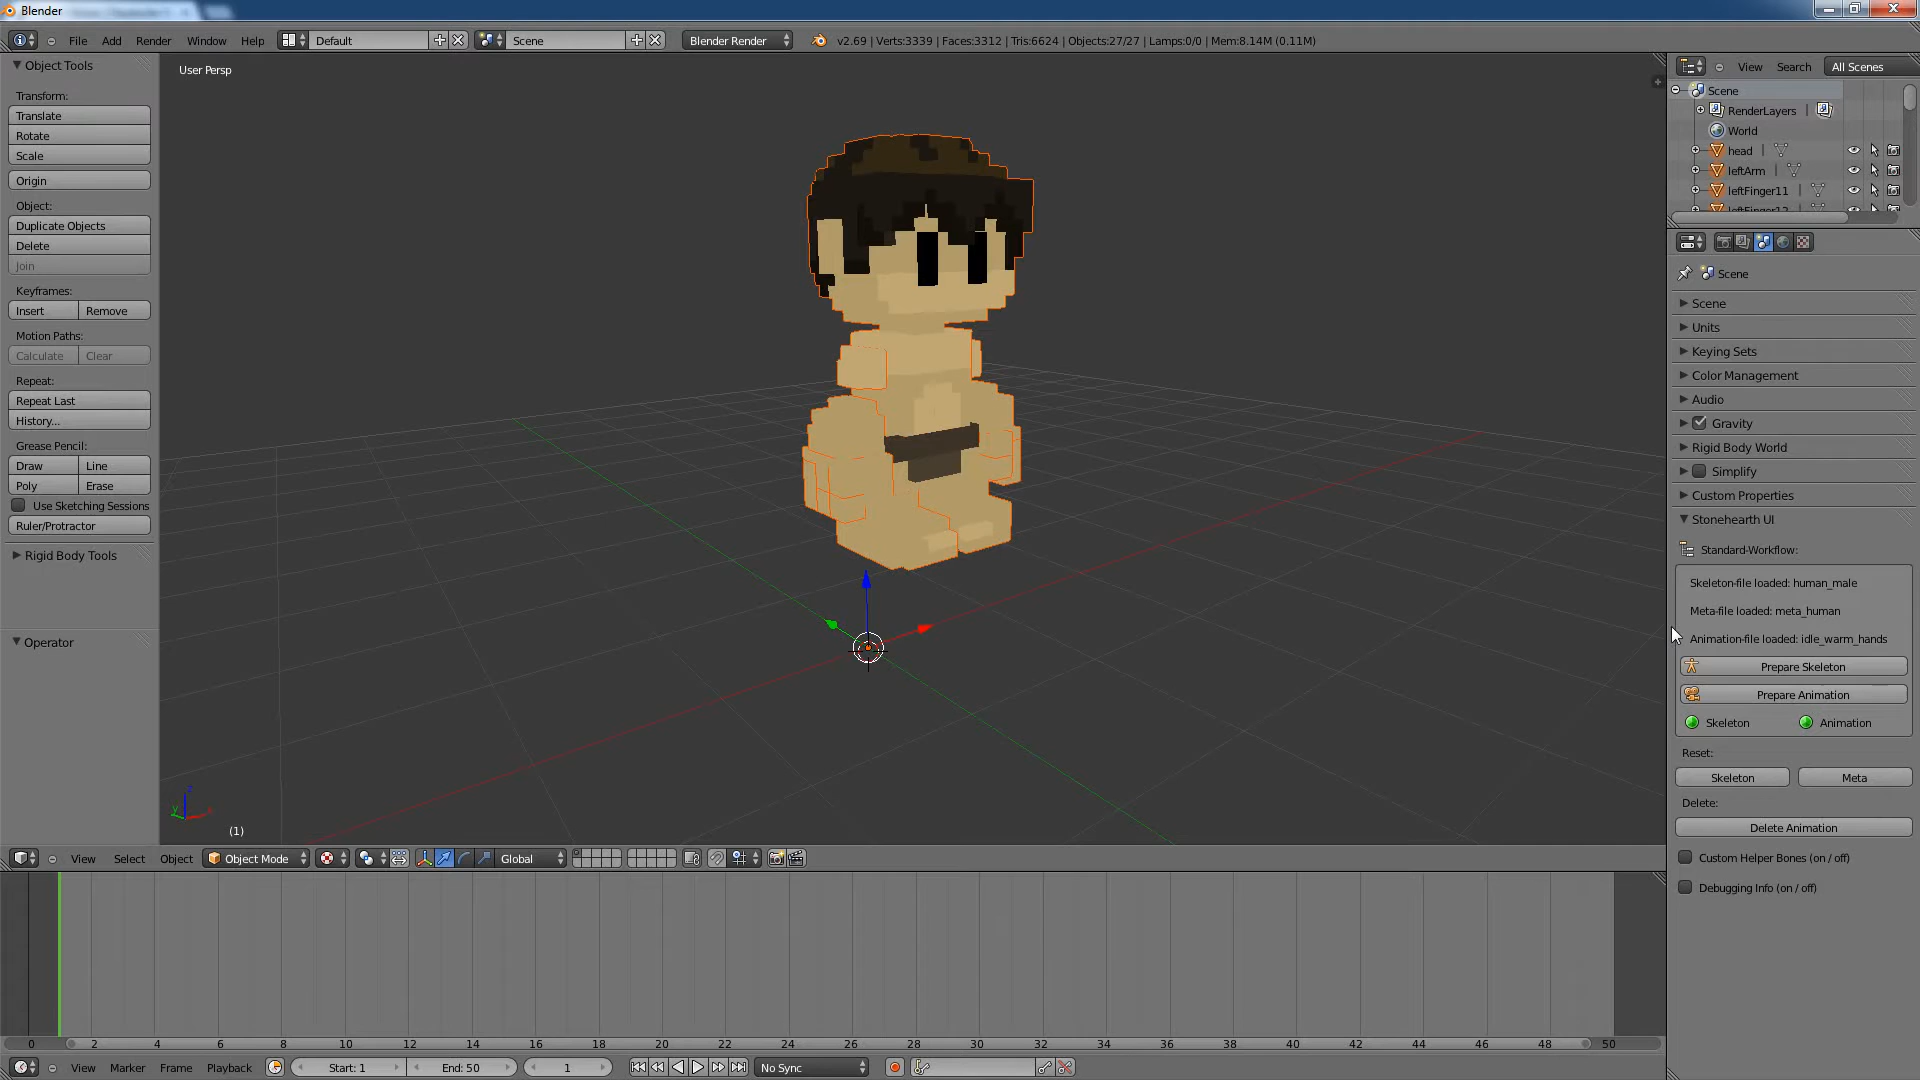 Blender
Blender
File Add Render Window Help Default Scene Blender Render v2.69 | Verts:3339 | Faces:3312 | Tris:6624 | Objects:27/27 | Lamps:0/0 | Mem:8.14M (0.11M)
Object Tools
Transform:
Translate
Rotate
Scale
Origin
Object:
Duplicate Objects
Delete
Join
Keyframes:
Insert Remove
Motion Paths:
Calculate Clear
Repeat:
Repeat Last
History...
Grease Pencil:
Draw Line
Poly Erase
Use Sketching Sessions
Ruler/Protractor
Rigid Body Tools
Operator
User Persp
z
y
(1)
View Select Object Object Mode Global
0 2 4 6 8 10 12 14 16 18 20 22 24 26 28 30 32 34 36 38 40 42 44 46 48 50
View Marker Frame Playback Start: 1 End: 50 1 No Sync
View Search All Scenes
Scene
RenderLayers |
World
head |
leftArm |
leftFinger11 |
leftFinger12
Scene
Scene
Units
Keying Sets
Color Management
Audio
Gravity
Rigid Body World
Simplify
Custom Properties
Stonehearth UI
Standard-Workflow:
Skeleton-file loaded: human_male
Meta-file loaded: meta_human
Animation-file loaded: idle_warm_hands
Prepare Skeleton
Prepare Animation
Skeleton Animation
Reset:
Skeleton Meta
Delete:
Delete Animation
Custom Helper Bones (on / off)
Debugging Info (on / off)